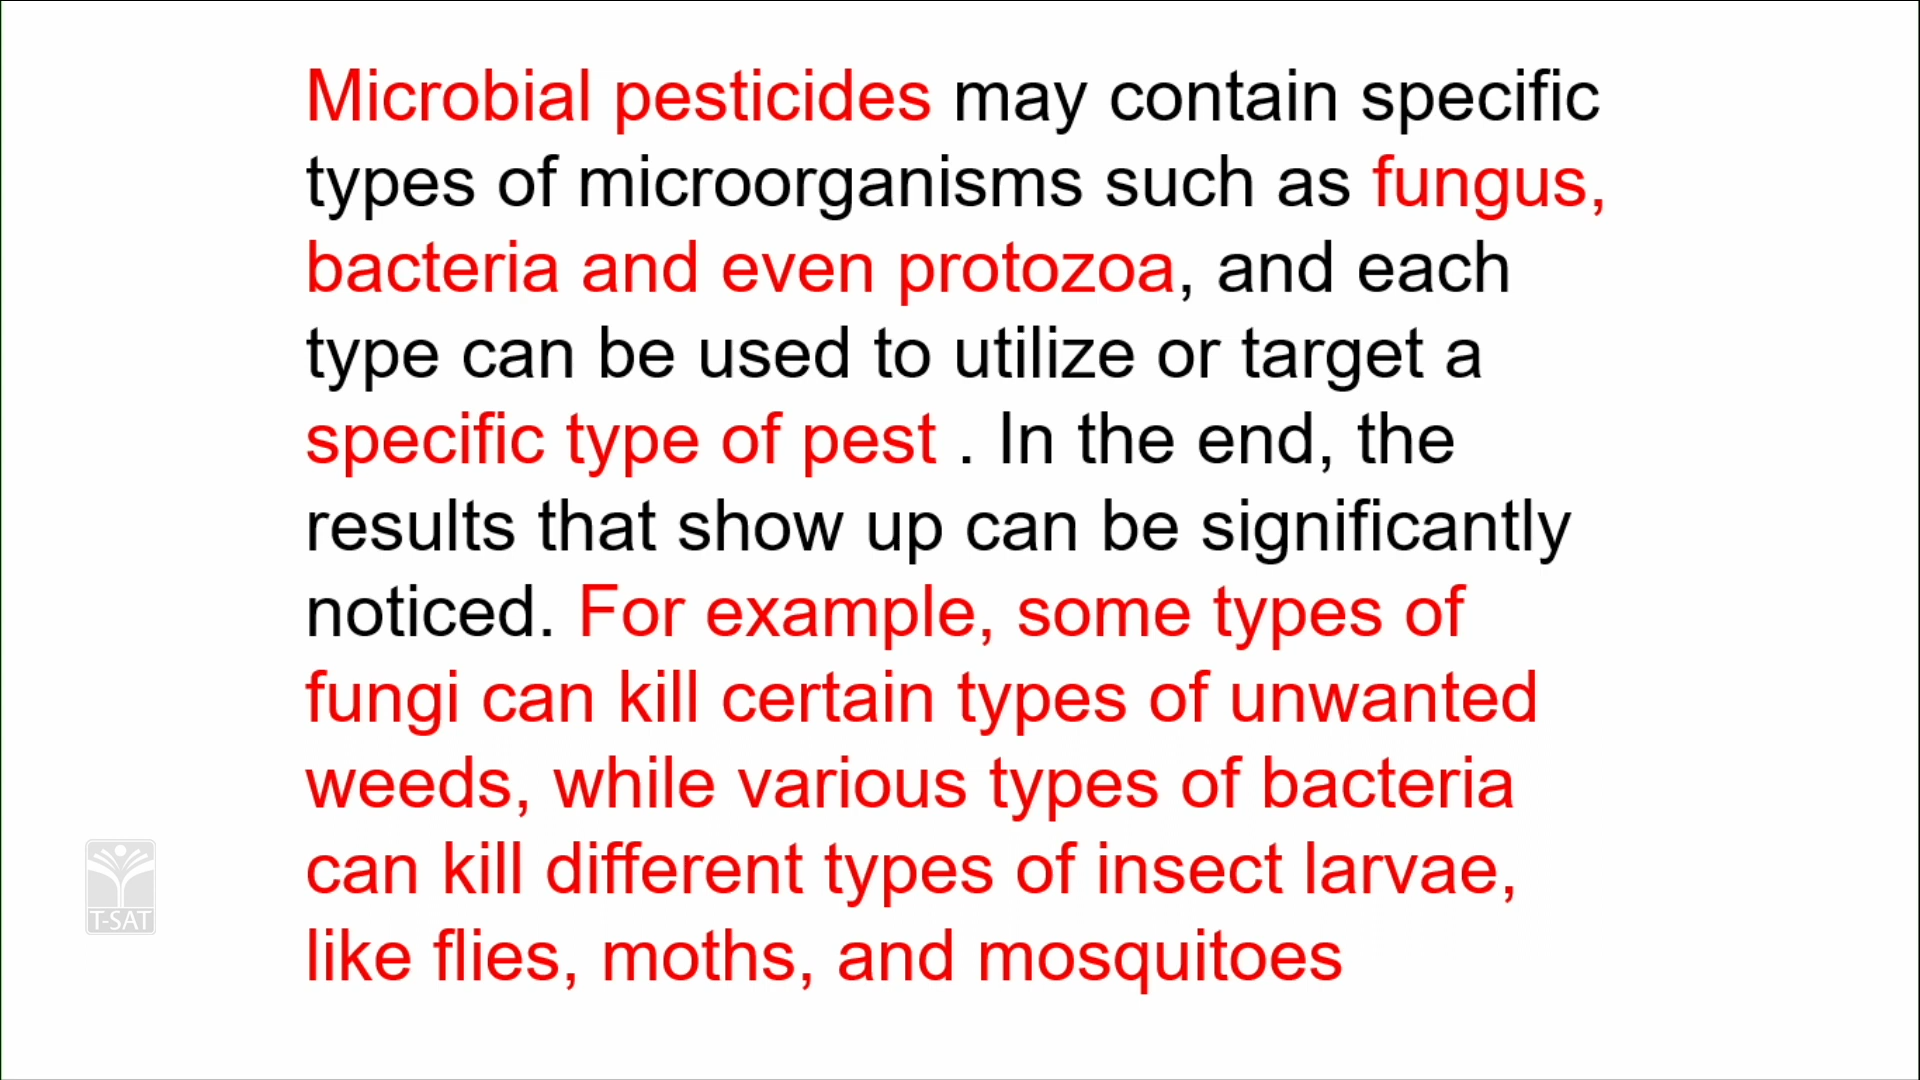 Microbial pesticides may contain specific
types of microorganisms such as fungus,
bacteria and even protozoa, and each
type can be used to utilize or target a
specific type of pest . In the end, the
results that show up can be significantly
noticed. For example, some types of
fungi can kill certain types of unwanted
weeds, while various types of bacteria
can kill different types of insect larvae,
like flies, moths, and mosquitoes
T-SAT